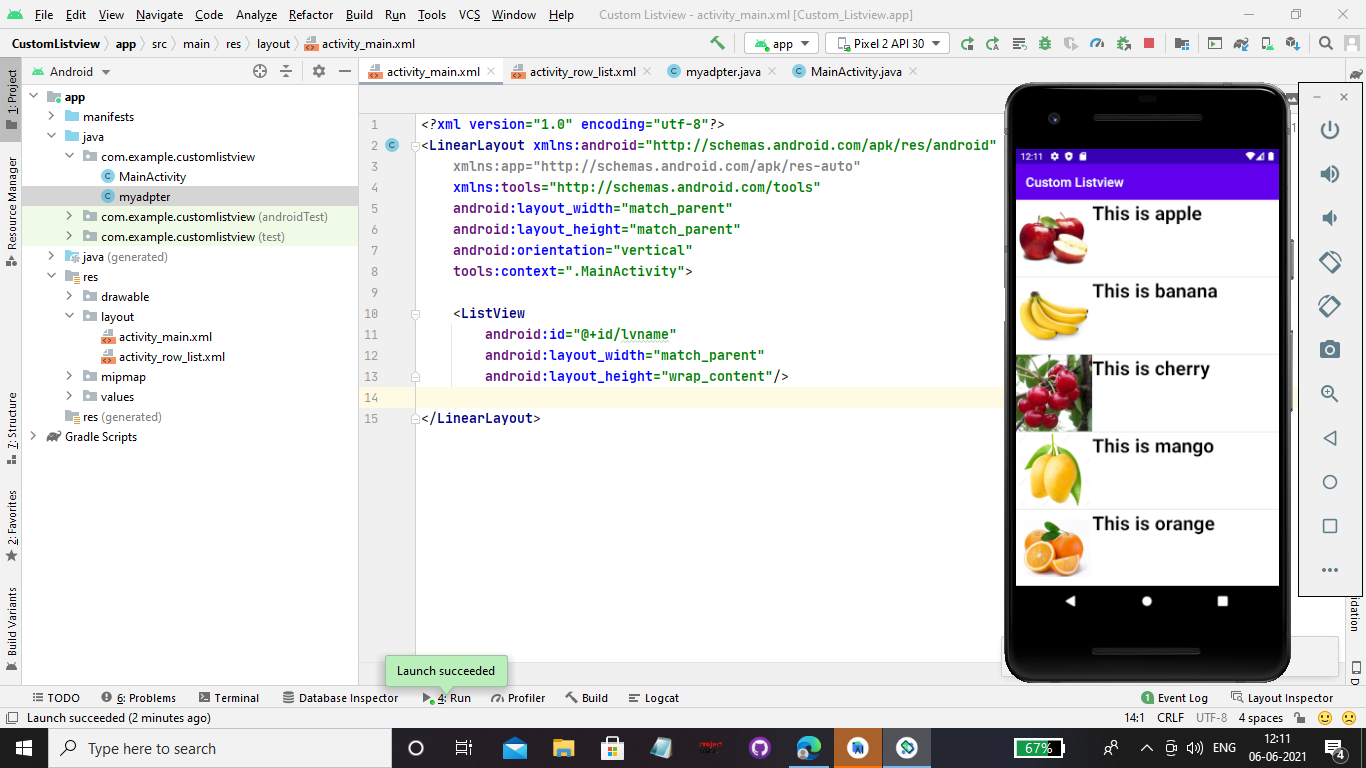 File Edit View Navigate Code Analyze Refactor Build Run Tools VCS Window Help Custom Listview - activity_main.xml [Custom_Listview.app]
CustomListview app src main res layout activity_main.xml app Pixel 2 API 30
1: Project
Resource Manager
7: Structure
2: Favorites
Build Variants
Android
app
manifests
java
com.example.customlistview
MainActivity
myadpter
com.example.customlistview (androidTest)
com.example.customlistview (test)
java (generated)
res
drawable
layout
activity_main.xml
activity_row_list.xml
mipmap
values
res (generated)
Gradle Scripts
activity_main.xml activity_row_list.xml myadpter.java MainActivity.java
1 <?xml version="1.0" encoding="utf-8"?>
2 <LinearLayout xmlns:android="http://schemas.android.com/apk/res/android"
3 xmlns:app="http://schemas.android.com/apk/res-auto"
4 xmlns:tools="http://schemas.android.com/tools"
5 android:layout_width="match_parent"
6 android:layout_height="match_parent"
7 android:orientation="vertical"
8 tools:context=".MainActivity">
9
10 <ListView
11 android:id="@+id/lvname"
12 android:layout_width="match_parent"
13 android:layout_height="wrap_content"/>
14
15 </LinearLayout>
12:11
Custom Listview
This is apple
This is banana
This is cherry
This is mango
This is orange
Launch succeeded
TODO 6: Problems Terminal Database Inspector 4: Run Profiler Build Logcat 1 Event Log Layout Inspector
Launch succeeded (2 minutes ago) 14:1 CRLF UTF-8 4 spaces
Type here to search 67% ENG 12:11
06-06-2021 4